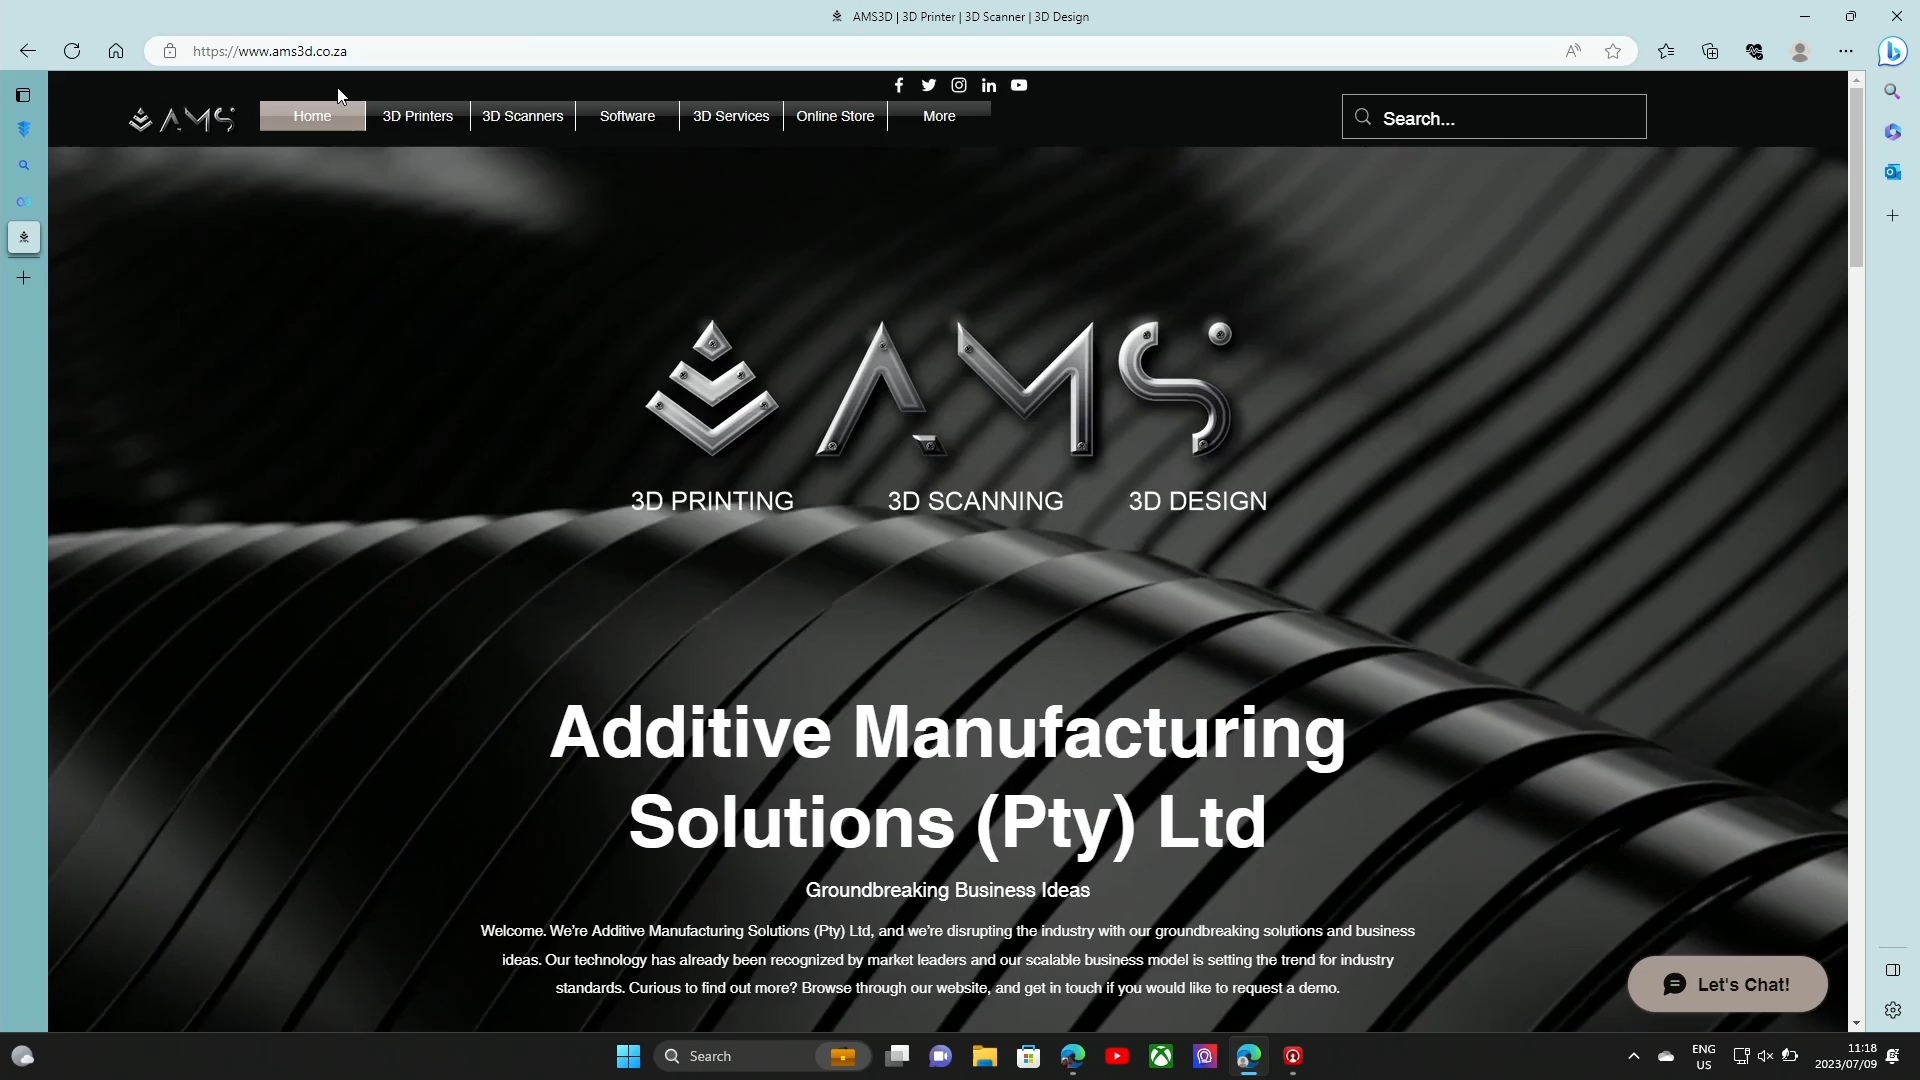 AMS3D | 3D Printer | 3D Scanner | 3D Design
https://www.ams3d.co.za
AMS
Home
3D Printers
3D Scanners
Software
3D Services
Online Store
More
Search...
AMS
3D PRINTING
3D SCANNING
3D DESIGN
Additive Manufacturing
Solutions (Pty) Ltd
Groundbreaking Business Ideas
Welcome. We're Additive Manufacturing Solutions (Pty) Ltd, and we're disrupting the industry with our groundbreaking solutions and business
ideas. Our technology has already been recognized by market leaders and our scalable business model is setting the trend for industry
standards. Curious to find out more? Browse through our website, and get in touch if you would like to request a demo.
Let's Chat!
Search
ENG
US
11:18
2023/07/09